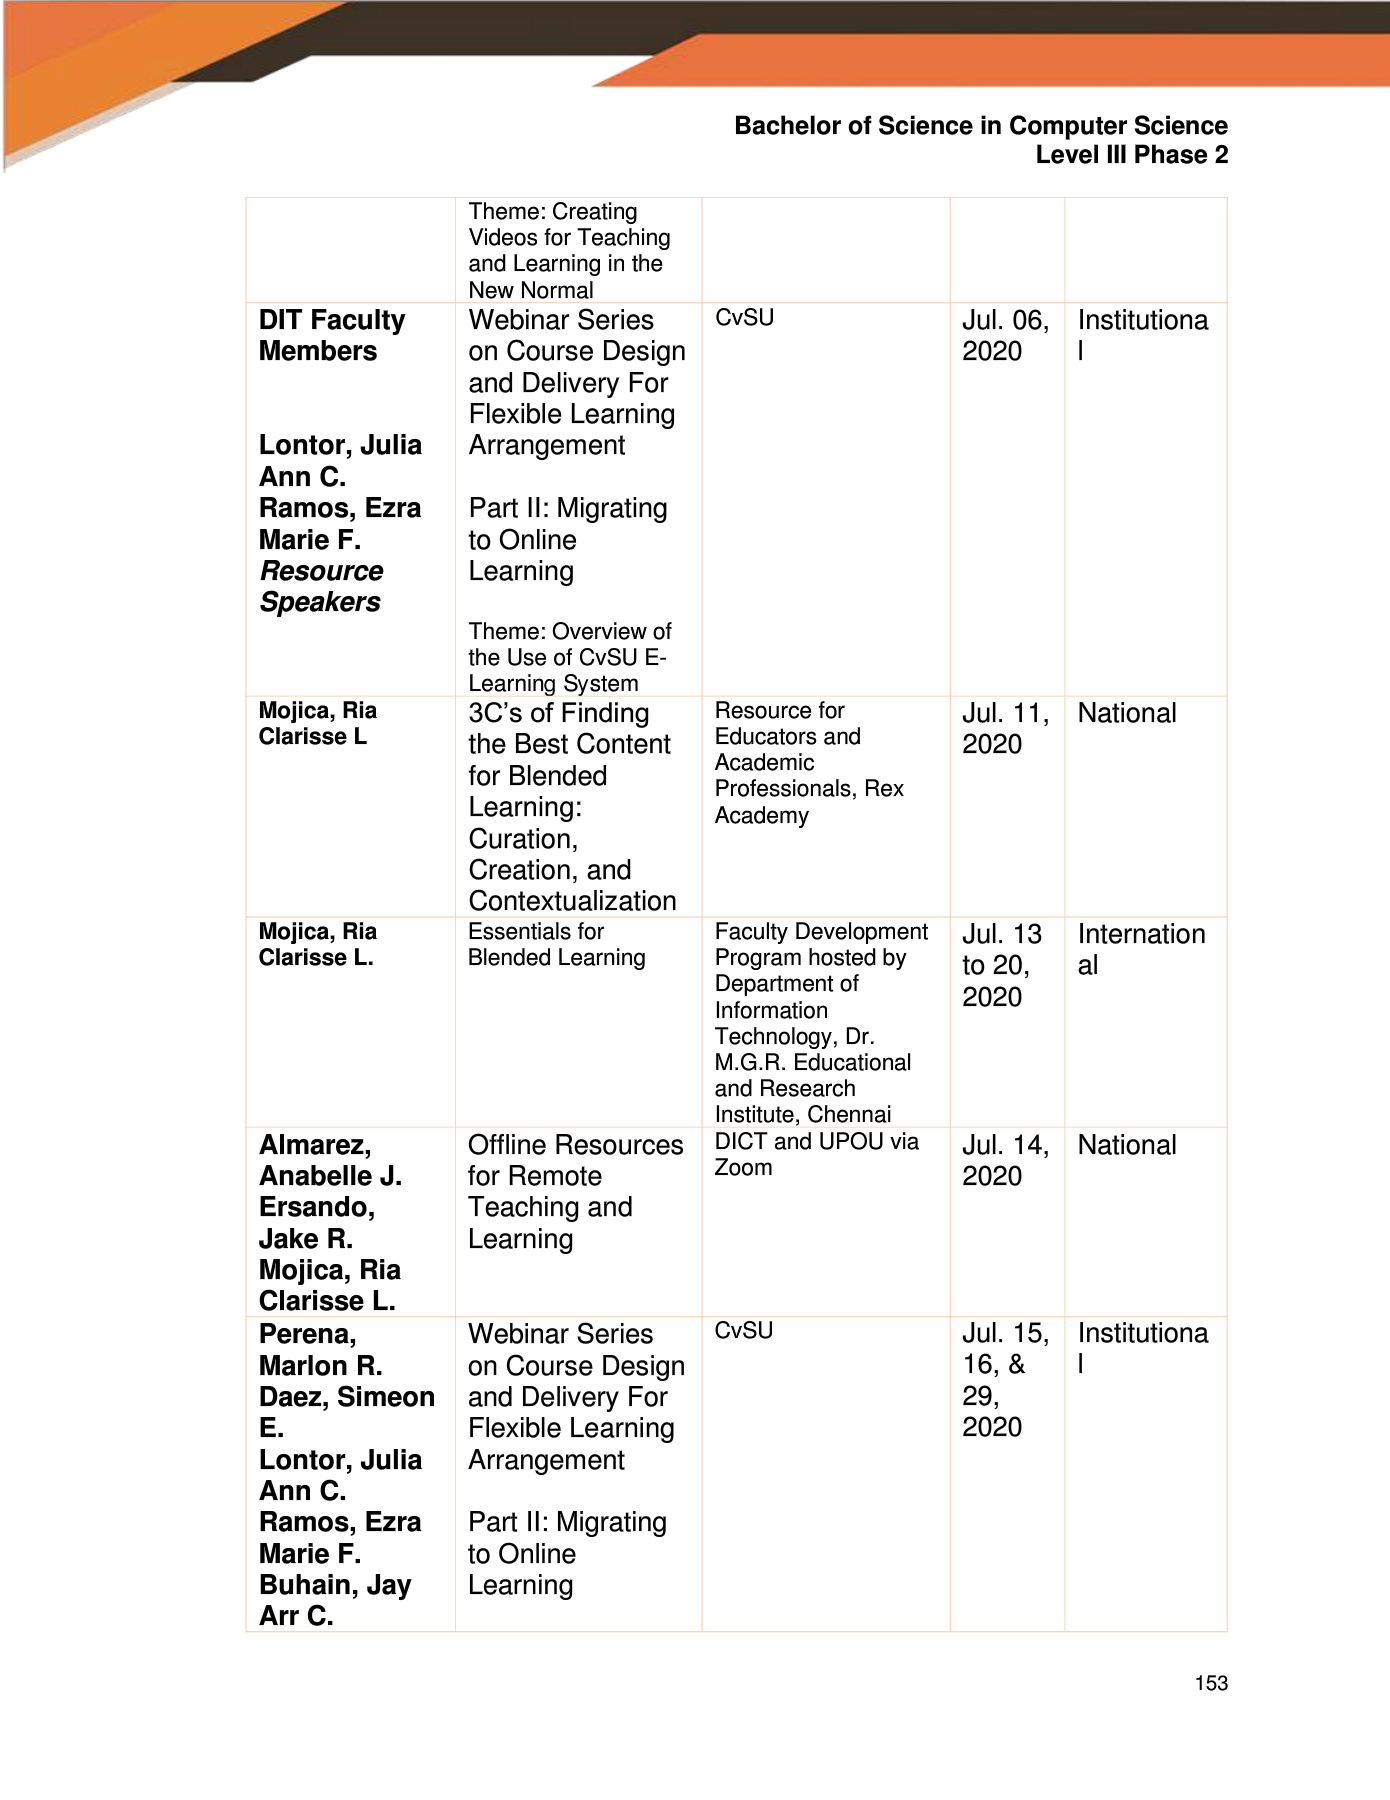 Bachelor of Science in Computer Science
Level III Phase 2
Theme: Creating
Videos for Teaching
and Learning in the
New Normal
DIT Faculty
Members
Lontor, Julia
Ann C.
Ramos, Ezra
Marie F.
Resource
Speakers
Webinar Series
on Course Design
and Delivery For
Flexible Learning
Arrangement
Part II: Migrating
to Online
Learning
Theme: Overview of
the Use of CvSU E-
Learning System
CvSU
Jul. 06,
2020
Institutiona
l
Mojica, Ria
Clarisse L
3C’s of Finding
the Best Content
for Blended
Learning:
Curation,
Creation, and
Contextualization
Resource for
Educators and
Academic
Professionals, Rex
Academy
Jul. 11,
2020
National
Mojica, Ria
Clarisse L.
Essentials for
Blended Learning
Faculty Development
Program hosted by
Department of
Information
Technology, Dr.
M.G.R. Educational
and Research
Institute, Chennai
Jul. 13
to 20,
2020
Internation
al
Almarez,
Anabelle J.
Ersando,
Jake R.
Mojica, Ria
Clarisse L.
Offline Resources
for Remote
Teaching and
Learning
DICT and UPOU via
Zoom
Jul. 14,
2020
National
Perena,
Marlon R.
Daez, Simeon
E.
Lontor, Julia
Ann C.
Ramos, Ezra
Marie F.
Buhain, Jay
Arr C.
Webinar Series
on Course Design
and Delivery For
Flexible Learning
Arrangement
Part II: Migrating
to Online
Learning
CvSU
Jul. 15,
16, &
29,
2020
Institutiona
l
153